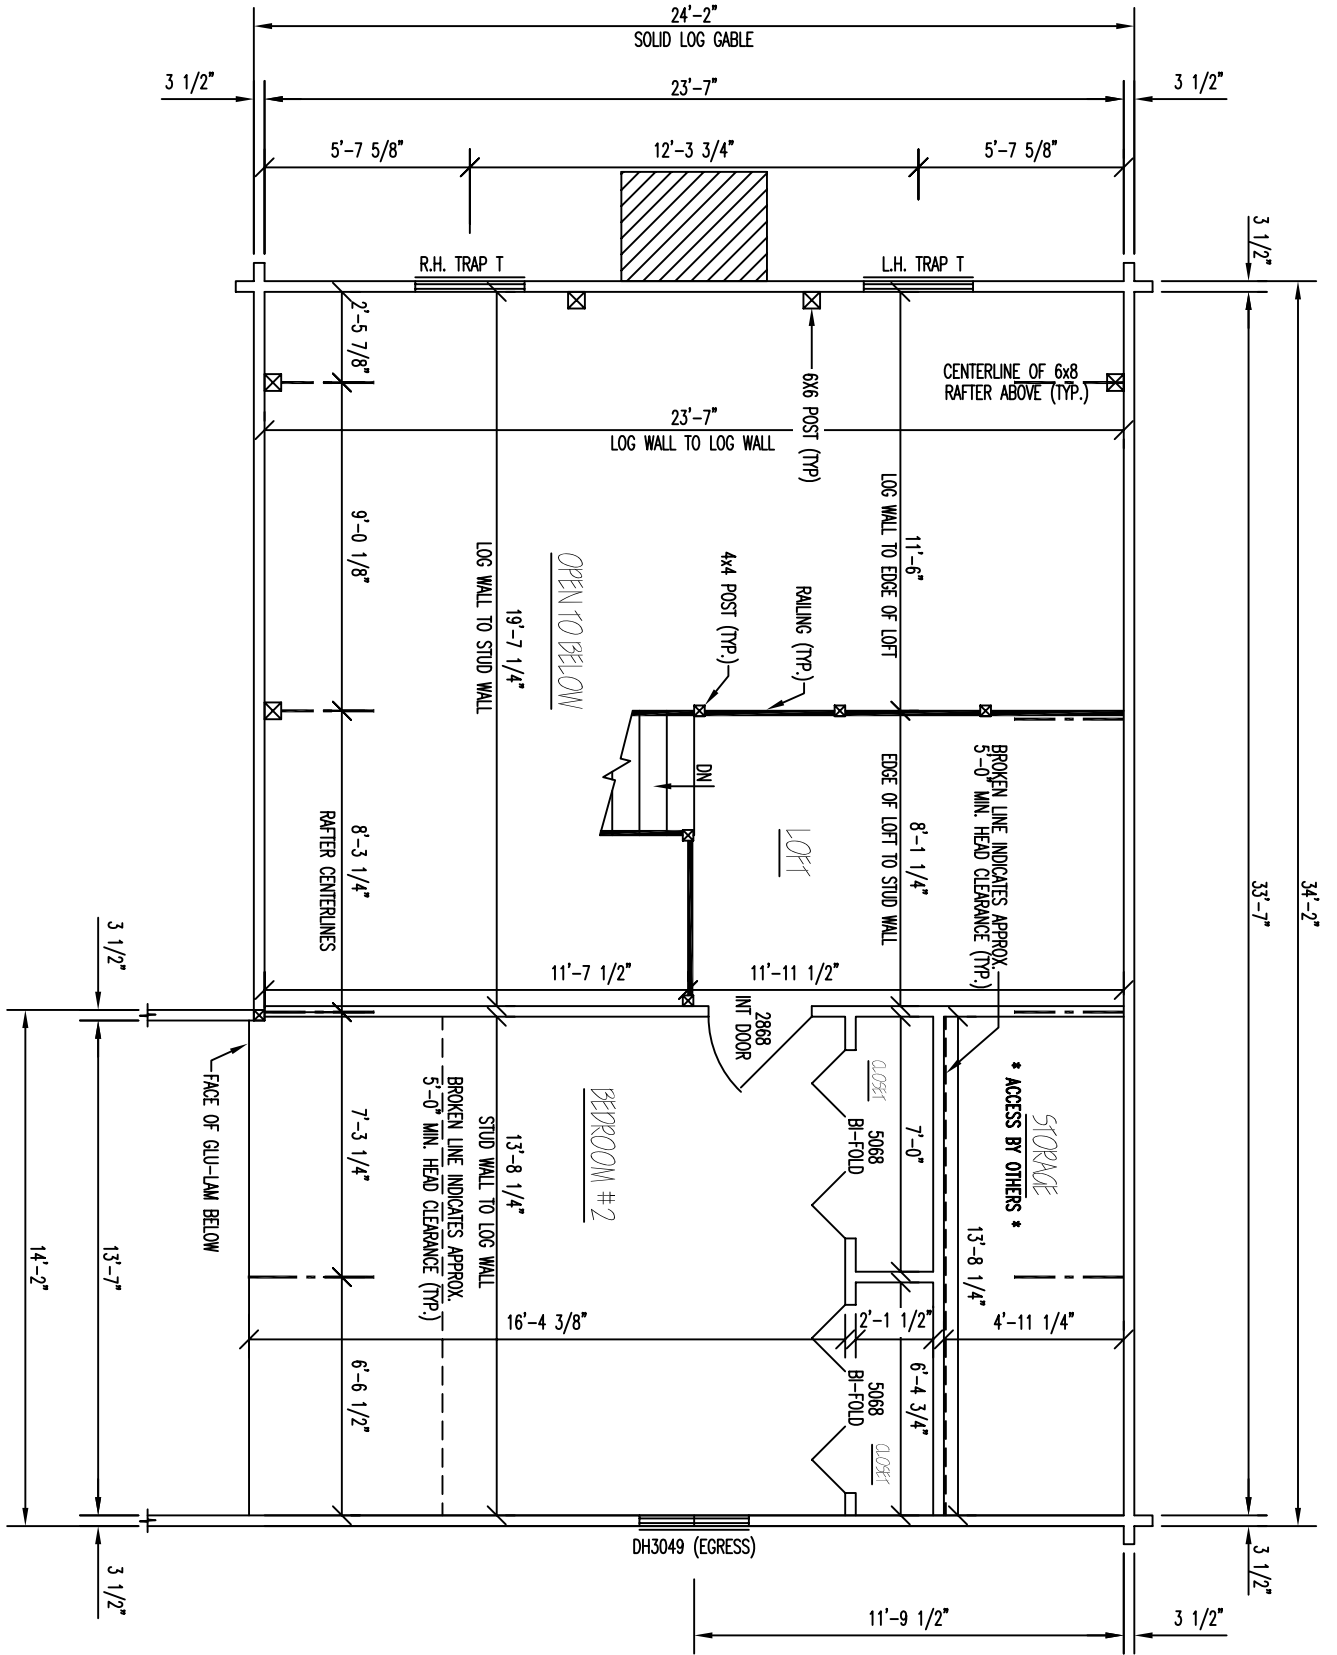 24'-2"
SOLID LOG GABLE
3 1/2"
23'-7"
3 1/2"
5'-7 5/8"
12'-3 3/4"
5'-7 5/8"
3 1/2"
R.H. TRAP T
L.H. TRAP T
2'-5 7/8"
CENTERLINE OF 6x8
RAFTER ABOVE (TYP.)
6X6 POST (TYP)
23'-7"
LOG WALL TO LOG WALL
9'-0 1/8"
19'-7 1/4"
LOG WALL TO STUD WALL
OPEN TO BELOW
4x4 POST (TYP.)
RAILING (TYP.)
11'-6"
LOG WALL TO EDGE OF LOFT
DN
LOFT
8'-3 1/4"
RAFTER CENTERLINES
8'-1 1/4"
EDGE OF LOFT TO STUD WALL
BROKEN LINE INDICATES APPROX.
5'-0" MIN. HEAD CLEARANCE (TYP.)
34'-2"
33'-7"
3 1/2"
11'-7 1/2"
11'-11 1/2"
2868
INT DOOR
CLOSET
5068
BI-FOLD
7'-0"
* ACCESS BY OTHERS *
STORAGE
FACE OF GLU-LAM BELOW
7'-3 1/4"
BROKEN LINE INDICATES APPROX.
5'-0" MIN. HEAD CLEARANCE (TYP.)
13'-8 1/4"
STUD WALL TO LOG WALL
BEDROOM #2
13'-8 1/4"
14'-2"
13'-7"
16'-4 3/8"
2'-1 1/2"
4'-11 1/4"
6'-6 1/2"
5068
BI-FOLD
6'-4 3/4"
CLOSET
DH3049 (EGRESS)
3 1/2"
3 1/2"
11'-9 1/2"
3 1/2"